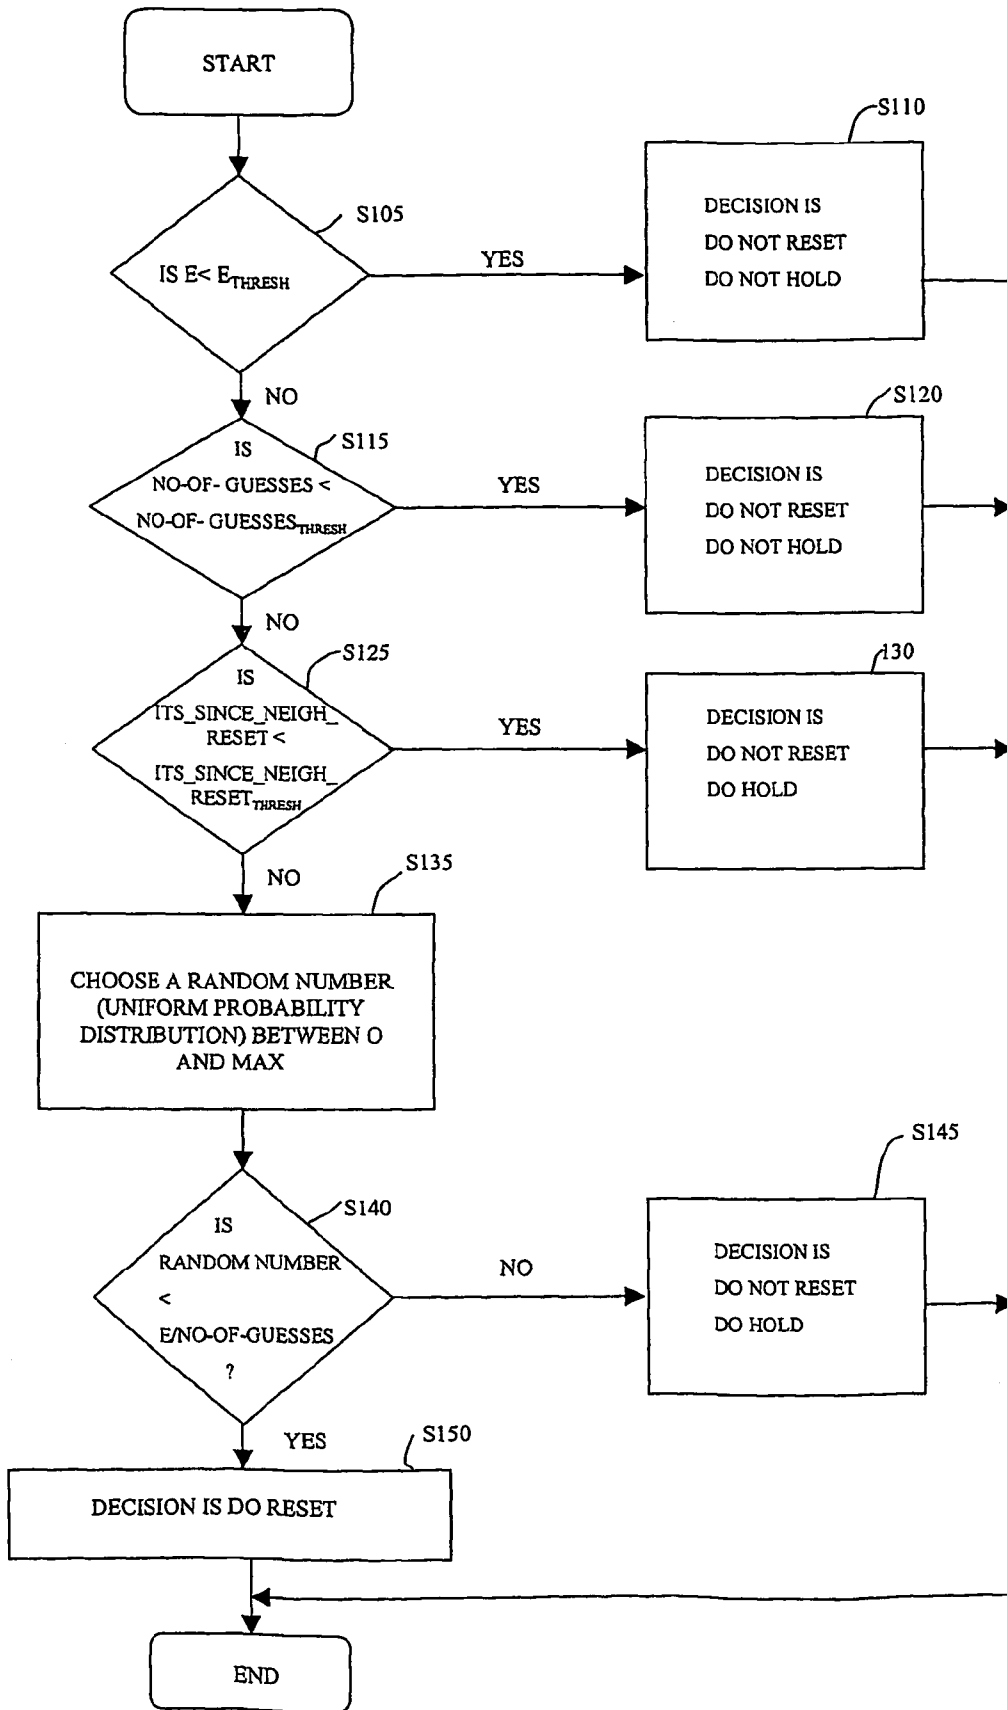 START
S105
IS E< E_THRESH
YES
S110
DECISION IS
DO NOT RESET
DO NOT HOLD
NO
S115
IS
NO-OF- GUESSES <
NO-OF- GUESSES_THRESH
YES
S120
DECISION IS
DO NOT RESET
DO NOT HOLD
NO
S125
IS
ITS_SINCE_NEIGH_
RESET <
ITS_SINCE_NEIGH_
RESET_THRESH
YES
130
DECISION IS
DO NOT RESET
DO HOLD
NO
S135
CHOOSE A RANDOM NUMBER
(UNIFORM PROBABILITY
DISTRIBUTION) BETWEEN O
AND MAX
S140
IS
RANDOM NUMBER
<
E/NO-OF-GUESSES
?
NO
S145
DECISION IS
DO NOT RESET
DO HOLD
YES
S150
DECISION IS DO RESET
END